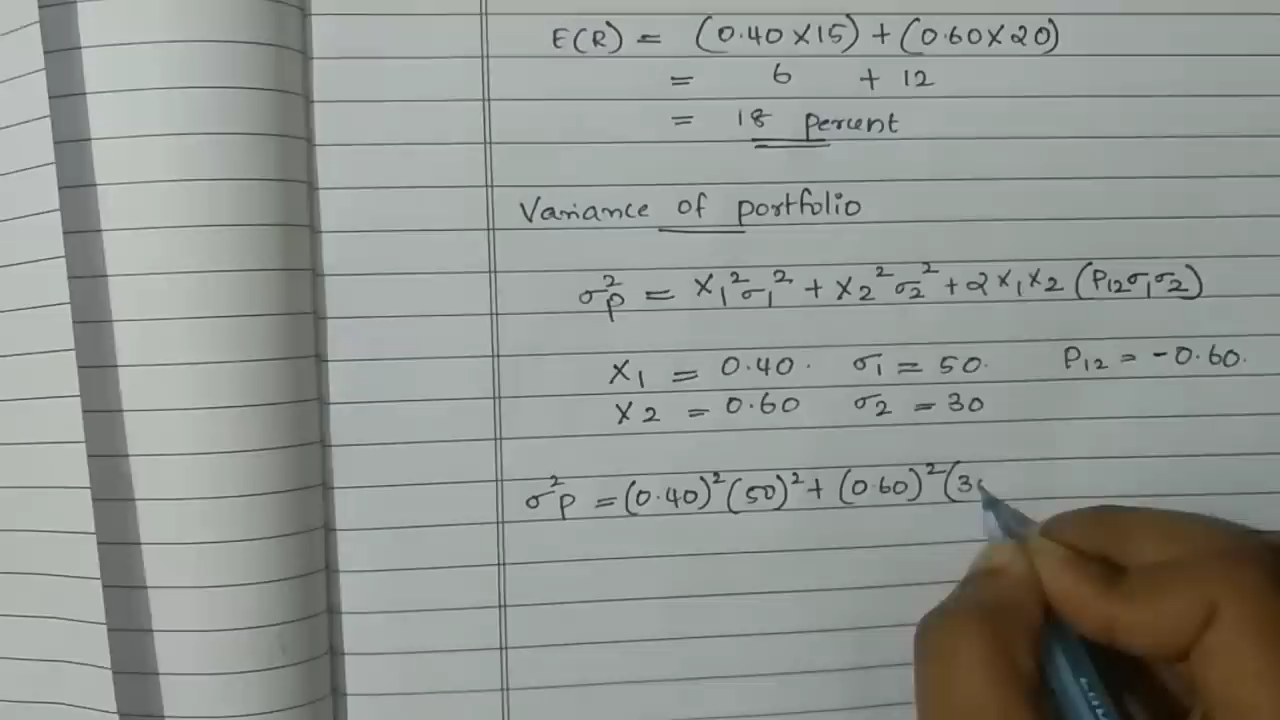 E(R) = (0.40 X 15) + (0.60 X 20)
= 6 + 12
= 18 percent
Variance of portfolio
σ²p = X₁²σ₁² + X₂²σ₂² + 2X₁X₂ (P₁₂σ₁σ₂)
X₁ = 0.40. σ₁ = 50. P₁₂ = -0.60.
X₂ = 0.60 σ₂ = 30
σ²p = (0.40)²(50)² + (0.60)²(30